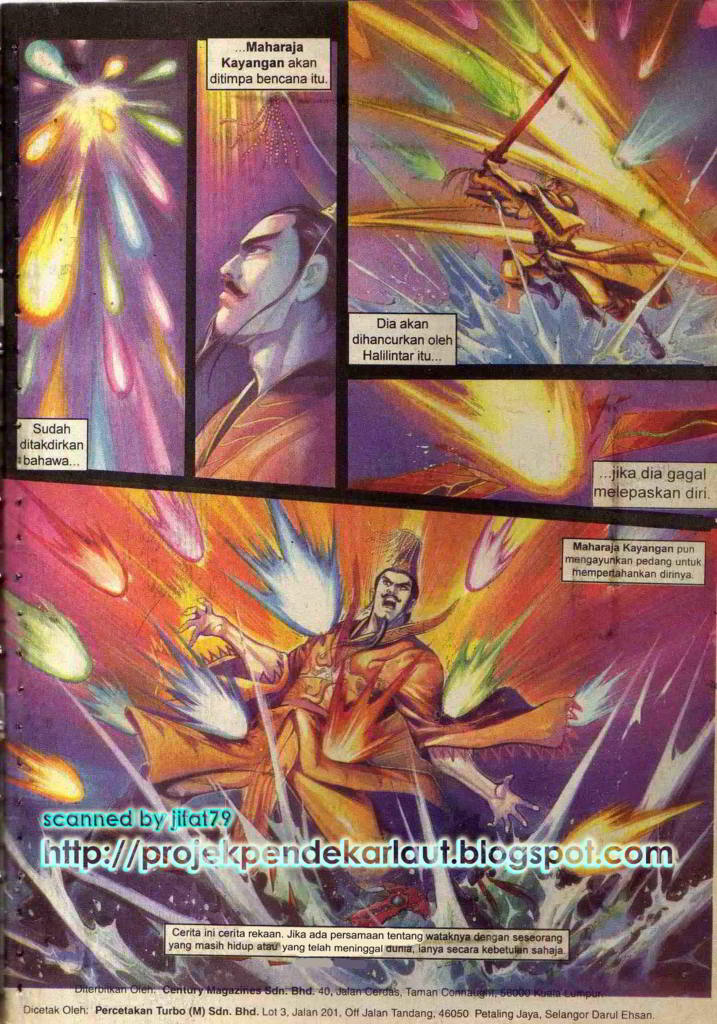 Sudah
ditakdirkan
bahawa...
...Maharaja
Kayangan akan
ditimpa bencana itu.
Dia akan
dihancurkan oleh
Halilintar itu...
...jika dia gagal
melepaskan diri.
Maharaja Kayangan pun
mengayunkan pedang untuk
mempertahankan dirinya.
scanned by jifat79
http://projekpendekarlaut.blogspot.com
Cerita ini cerita rekaan. Jika ada persamaan tentang wataknya dengan seseorang
yang masih hidup atau yang telah meninggal dunia, ianya secara kebetulan sahaja.
Diterbitkan Oleh: Century Magazines Sdn. Bhd. 40, Jalan Cerdas, Taman Connaught, 56000 Kuala Lumpur.
Dicetak Oleh: Percetakan Turbo (M) Sdn. Bhd. Lot 3, Jalan 201, Off Jalan Tandang, 46050 Petaling Jaya, Selangor Darul Ehsan.